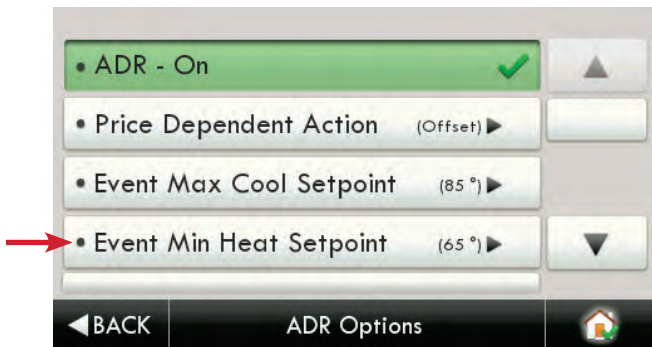 • ADR - On
• Price Dependent Action (Offset)
• Event Max Cool Setpoint (85 °)
• Event Min Heat Setpoint (65 °)
BACK ADR Options